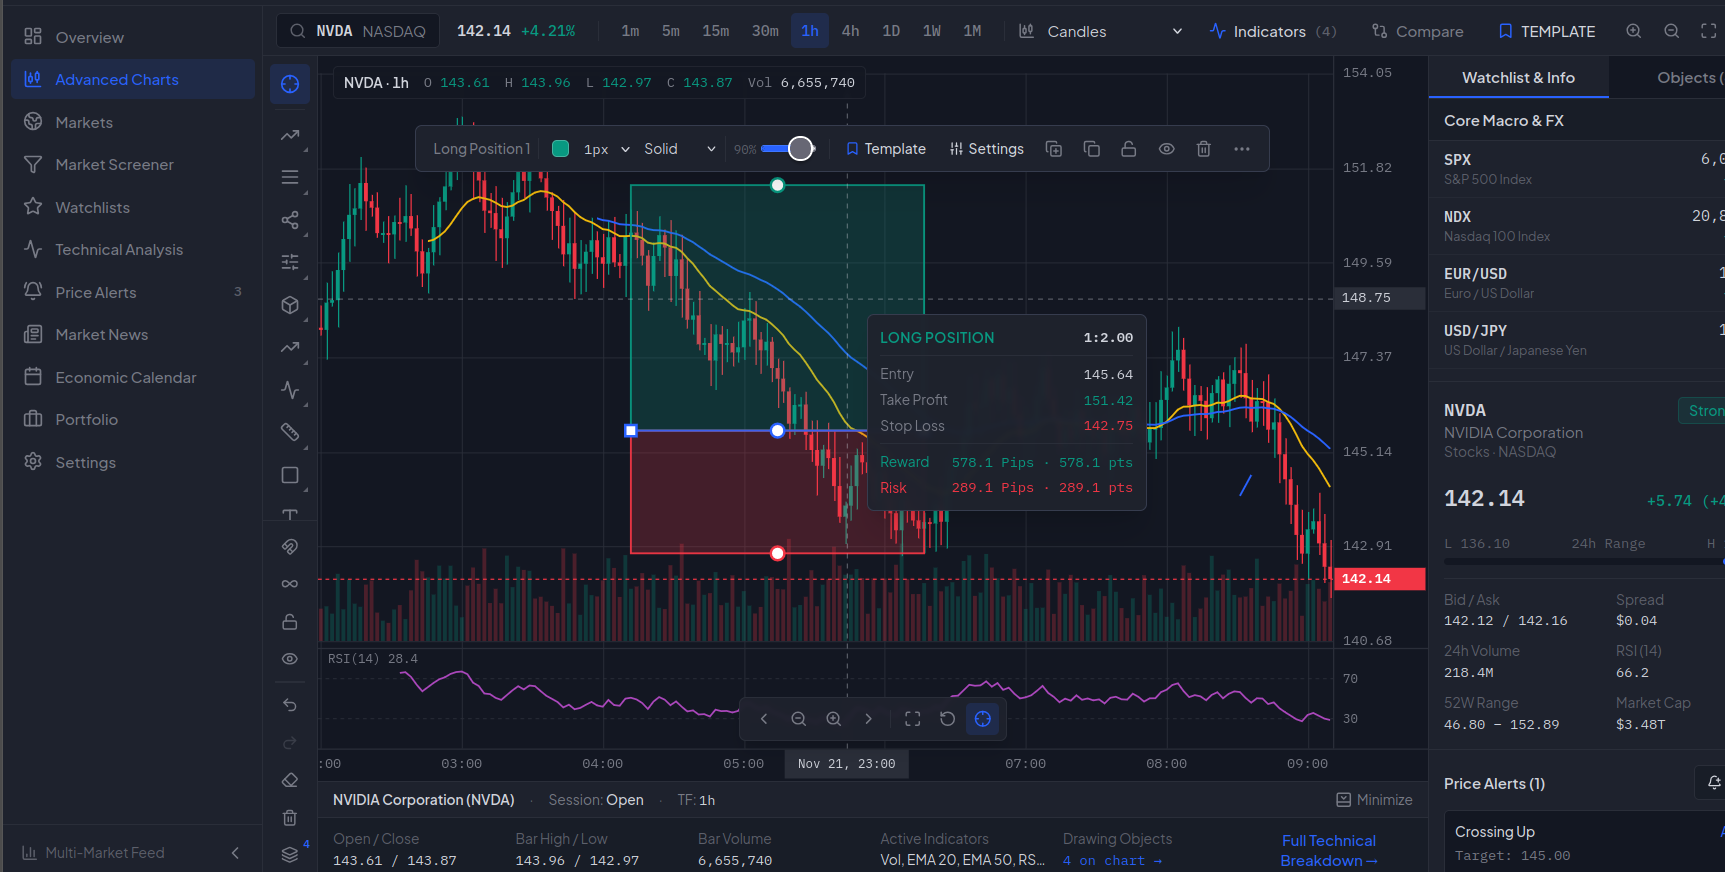 Overview
Advanced Charts
Markets
Market Screener
Watchlists
Technical Analysis
Price Alerts 3
Market News
Economic Calendar
Portfolio
Settings
Multi-Market Feed
NVDA NASDAQ 142.14 +4.21% 1m 5m 15m 30m 1h 4h 1D 1W 1M Candles Indicators (4) Compare TEMPLATE
NVDA · 1h O 143.61 H 143.96 L 142.97 C 143.87 Vol 6,655,740
Long Position 1 1px Solid 90% Template Settings
LONG POSITION 1:2.00
Entry 145.64
Take Profit 151.42
Stop Loss 142.75
Reward 578.1 Pips · 578.1 pts
Risk 289.1 Pips · 289.1 pts
154.05
151.82
149.59
148.75
147.37
145.14
142.91
142.14
140.68
RSI(14) 28.4
70
30
:00 03:00 04:00 05:00 Nov 21, 23:00 07:00 08:00 09:00
NVIDIA Corporation (NVDA) · Session: Open · TF: 1h Minimize
Open / Close Bar High / Low Bar Volume Active Indicators Drawing Objects Full Technical
143.61 / 143.87 143.96 / 142.97 6,655,740 Vol, EMA 20, EMA 50, RS... 4 on chart → Breakdown →
4
Watchlist & Info Objects (
Core Macro & FX
SPX 6,0
S&P 500 Index
NDX 20,8
Nasdaq 100 Index
EUR/USD 1
Euro / US Dollar
USD/JPY 1
US Dollar / Japanese Yen
NVDA Stron
NVIDIA Corporation
Stocks · NASDAQ
142.14 +5.74 (+4
L 136.10 24h Range H
Bid / Ask Spread
142.12 / 142.16 $0.04
24h Volume RSI (14)
218.4M 66.2
52W Range Market Cap
46.80 – 152.89 $3.48T
Price Alerts (1)
Crossing Up
Target: 145.00